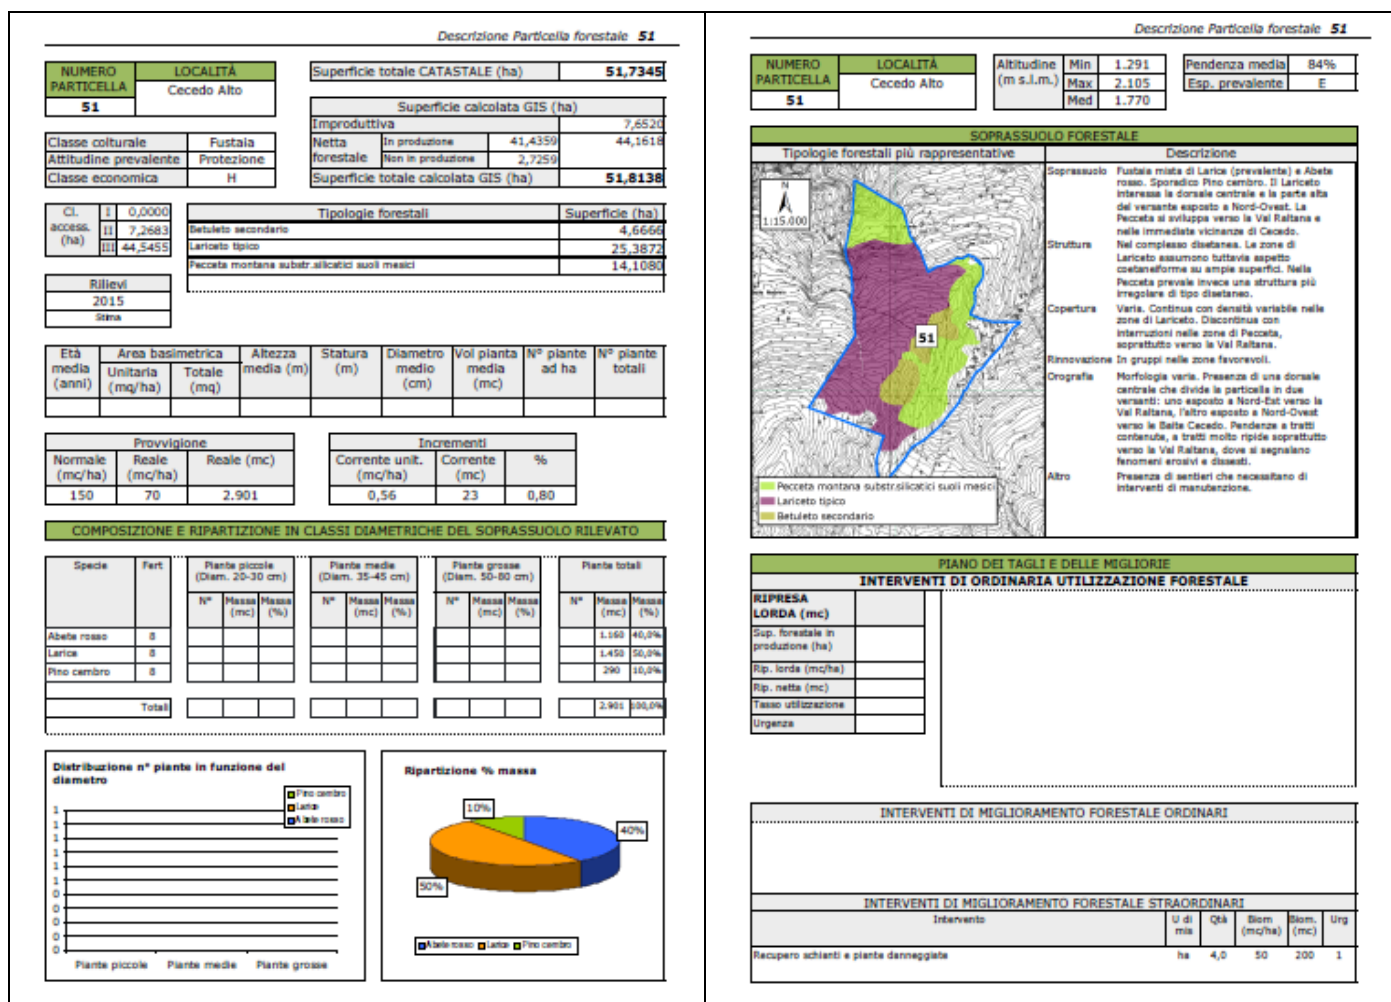 Descrizione Particella forestale 51
NUMERO PARTICELLA
LOCALITÀ
51
Cecedo Alto
Superficie totale CATASTALE (ha) 51,7345
Superficie calcolata GIS (ha)
Improduttiva 7,6520
Netta forestale
In produzione 41,4359 44,1618
Non in produzione 2,7259
Superficie totale calcolata GIS (ha) 51,8138
Classe colturale Fustaia
Attitudine prevalente Protezione
Classe economica H
Cl. access. (ha)
I 0,0000
II 7,2683
III 44,5455
Tipologie forestali Superficie (ha)
Betuleto secondario 4,6666
Lariceto tipico 25,3872
Pecceta montana substr.silicatici suoli mesici 14,1080
Rilievi
2015
Stima
Età media (anni)
Area basimetrica
Unitaria (mq/ha)
Totale (mq)
Altezza media (m)
Statura (m)
Diametro medio (cm)
Vol pianta media (mc)
N° piante ad ha
N° piante totali
Provvigione
Normale (mc/ha)
Reale (mc/ha)
Reale (mc)
150 70 2.901
Incrementi
Corrente unit. (mc/ha)
Corrente (mc)
%
0,56 23 0,80
COMPOSIZIONE E RIPARTIZIONE IN CLASSI DIAMETRICHE DEL SOPRASSUOLO RILEVATO
Specie
Fert
Piante piccole (Diam. 20-30 cm)
Piante medie (Diam. 35-45 cm)
Piante grosse (Diam. 50-80 cm)
Piante totali
N° Massa (mc) Massa (%)
N° Massa (mc) Massa (%)
N° Massa (mc) Massa (%)
N° Massa (mc) Massa (%)
Abete rosso 8 1.160 40,0%
Larice 8 1.450 50,0%
Pino cembro 8 290 10,0%
Totali 2.901 100,0%
Distribuzione n° piante in funzione del
diametro
Pino cembro
Larice
Abete rosso
1
1
1
1
1
1
0
0
0
0
0
Piante piccole Piante medie Piante grosse
Ripartizione % massa
10%
40%
50%
Abete rosso Larice Pino cembro
Descrizione Particella forestale 51
NUMERO PARTICELLA
LOCALITÀ
51
Cecedo Alto
Altitudine (m s.l.m.)
Min 1.291
Max 2.105
Med 1.770
Pendenza media 84%
Esp. prevalente E
SOPRASSUOLO FORESTALE
Tipologie forestali più rappresentative
Descrizione
N
1:15.000
51
Pecceta montana substr.silicatici suoli mesici
Lariceto tipico
Betuleto secondario
Soprassuolo Fustaia mista di Larice (prevalente) e Abete
rosso. Sporadico Pino cembro. Il Lariceto
interessa la dorsale centrale e la parte alta
del versante esposto a Nord-Ovest. La
Pecceta si sviluppa verso la Val Raltana e
nelle immediate vicinanze di Cecedo.
Struttura Nel complesso disetanea. Le zone di
Lariceto assumono tuttavia aspetto
coetaneiforme su ampie superfici. Nella
Pecceta prevale invece una struttura più
irregolare di tipo disetaneo.
Copertura Varia. Continua con densità variabile nelle
zone di Lariceto. Discontinua con
interruzioni nelle zone di Pecceta,
soprattutto verso la Val Raltana.
Rinnovazione In gruppi nelle zone favorevoli.
Orografia Morfologia varia. Presenza di una dorsale
centrale che divide la particella in due
versanti: uno esposto a Nord-Est verso la
Val Raltana, l'altro esposto a Nord-Ovest
verso le Baite Cecedo. Pendenze a tratti
contenute, a tratti molto ripide soprattutto
verso la Val Raltana, dove si segnalano
fenomeni erosivi e dissesti.
Altro Presenza di sentieri che necessitano di
interventi di manutenzione.
PIANO DEI TAGLI E DELLE MIGLIORIE
INTERVENTI DI ORDINARIA UTILIZZAZIONE FORESTALE
RIPRESA
LORDA (mc)
Sup. forestale in
produzione (ha)
Rip. lorda (mc/ha)
Rip. netta (mc)
Tasso utilizzazione
Urgenza
INTERVENTI DI MIGLIORAMENTO FORESTALE ORDINARI
INTERVENTI DI MIGLIORAMENTO FORESTALE STRAORDINARI
Intervento
U di mis
Qtà
Biom (mc/ha)
Biom. (mc)
Urg
Recupero schianti e piante danneggiate ha 4,0 50 200 1